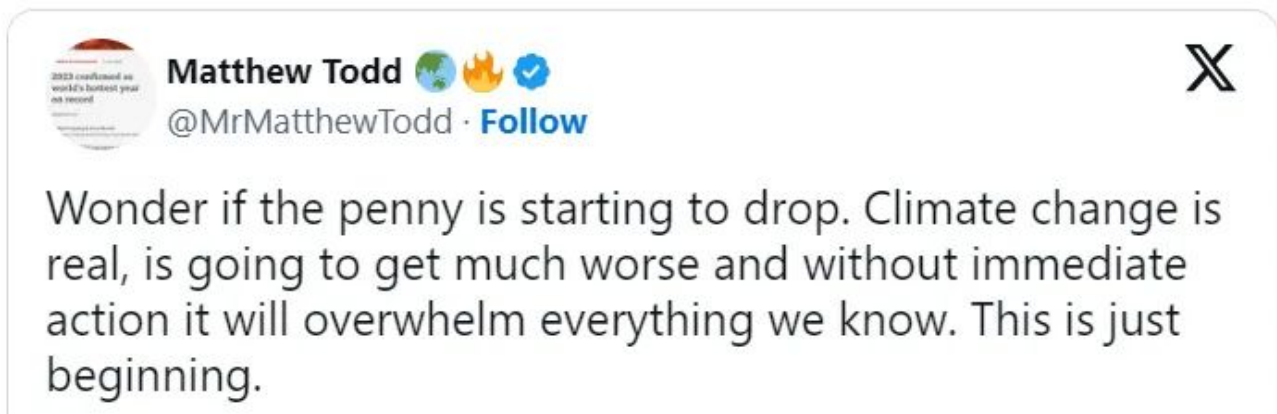 2023 confirmed as
world's hottest year
on record
Matthew Todd 🌏🔥
@MrMatthewTodd · Follow
X
Wonder if the penny is starting to drop. Climate change is
real, is going to get much worse and without immediate
action it will overwhelm everything we know. This is just
beginning.